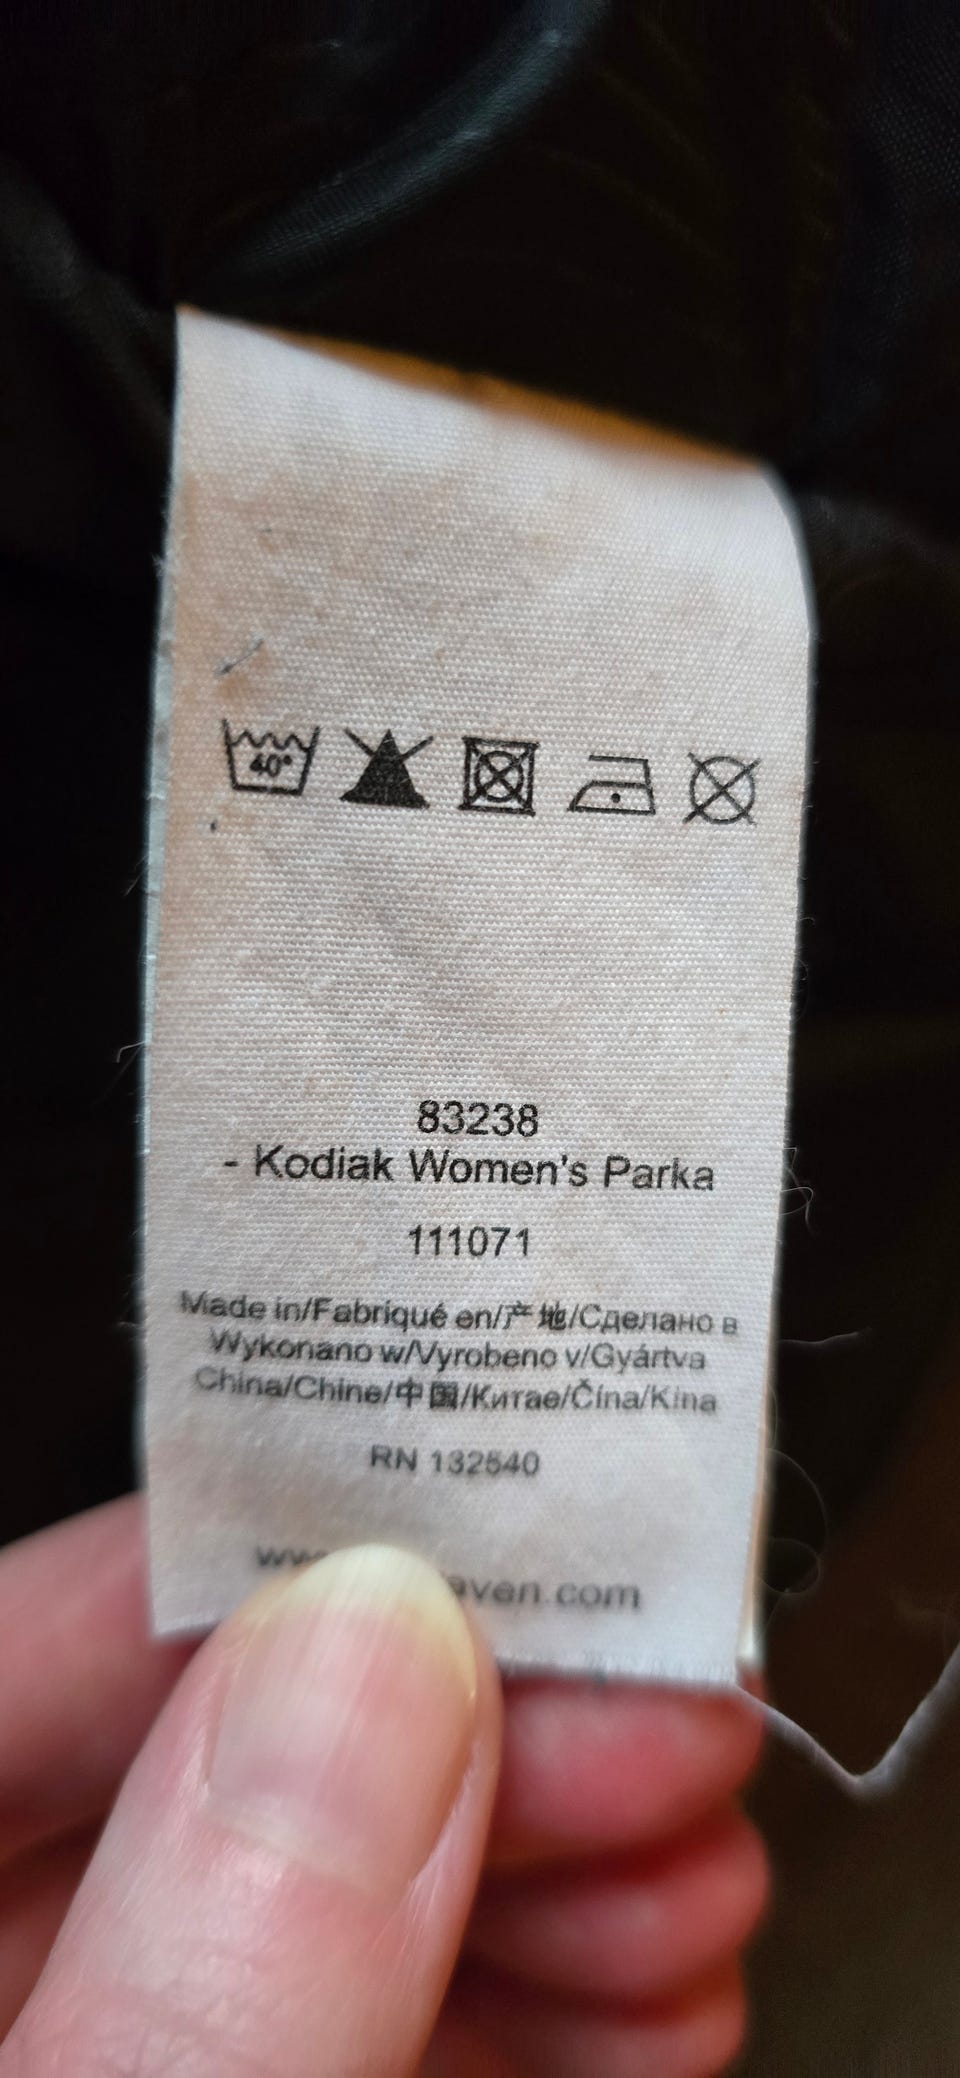 40°
83238
- Kodiak Women's Parka
111071
Made in/Fabriqué en/产地/Сделано в
Wykonano w/Vyrobeno v/Gyártva
China/Chine/中国/Китае/Čína/Kína
RN 132540